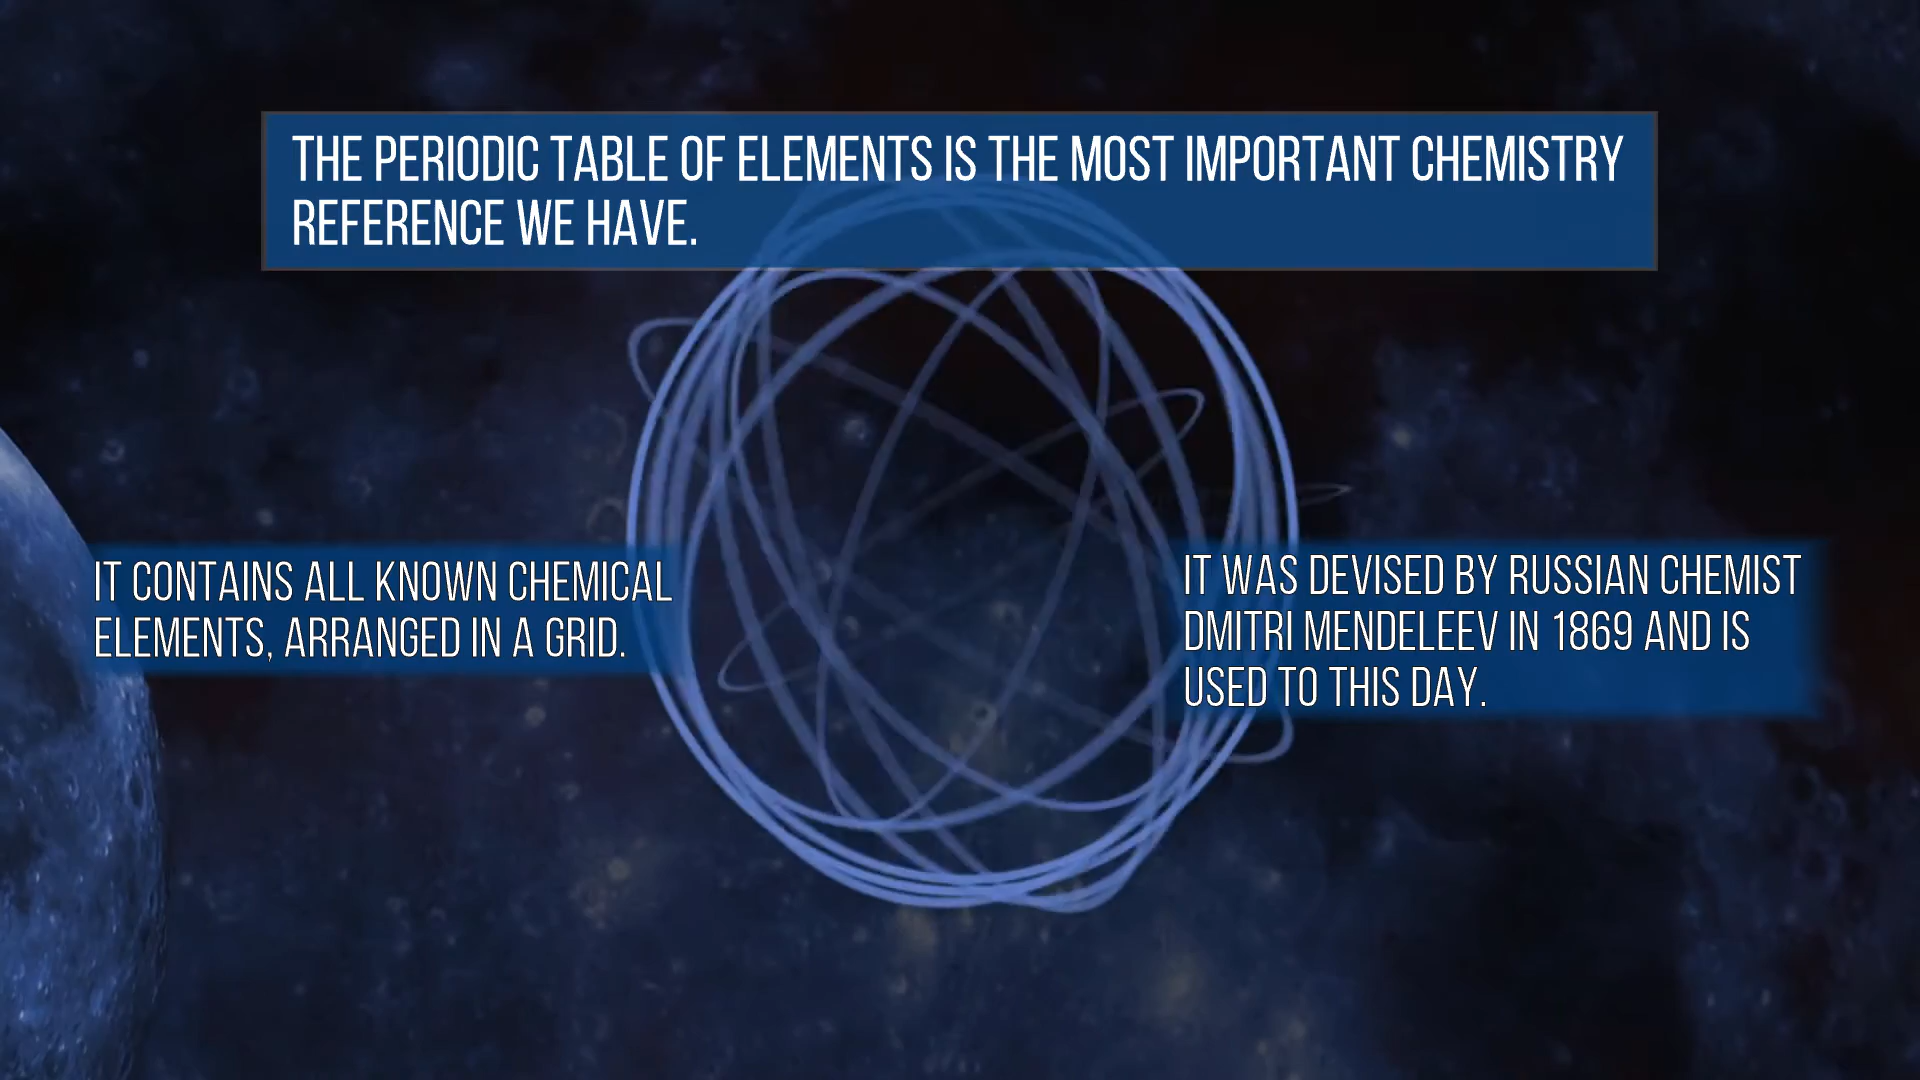 THE PERIODIC TABLE OF ELEMENTS IS THE MOST IMPORTANT CHEMISTRY
REFERENCE WE HAVE.
IT CONTAINS ALL KNOWN CHEMICAL
ELEMENTS, ARRANGED IN A GRID.
IT WAS DEVISED BY RUSSIAN CHEMIST
DMITRI MENDELEEV IN 1869 AND IS
USED TO THIS DAY.